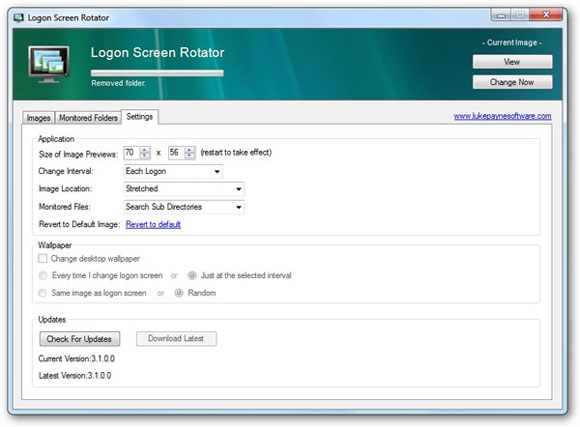 Logon Screen Rotator
Logon Screen Rotator
Removed folder.
- Current Image -
View
Change Now
Images Monitored Folders Settings
www.lukepaynesoftware.com
Application
Size of Image Previews: 70 x 56 (restart to take effect)
Change Interval: Each Logon
Image Location: Stretched
Monitored Files: Search Sub Directories
Revert to Default Image: Revert to default
Wallpaper
Change desktop wallpaper
Every time I change logon screen or Just at the selected interval
Same image as logon screen or Random
Updates
Check For Updates Download Latest
Current Version:3.1.0.0
Latest Version:3.1.0.0